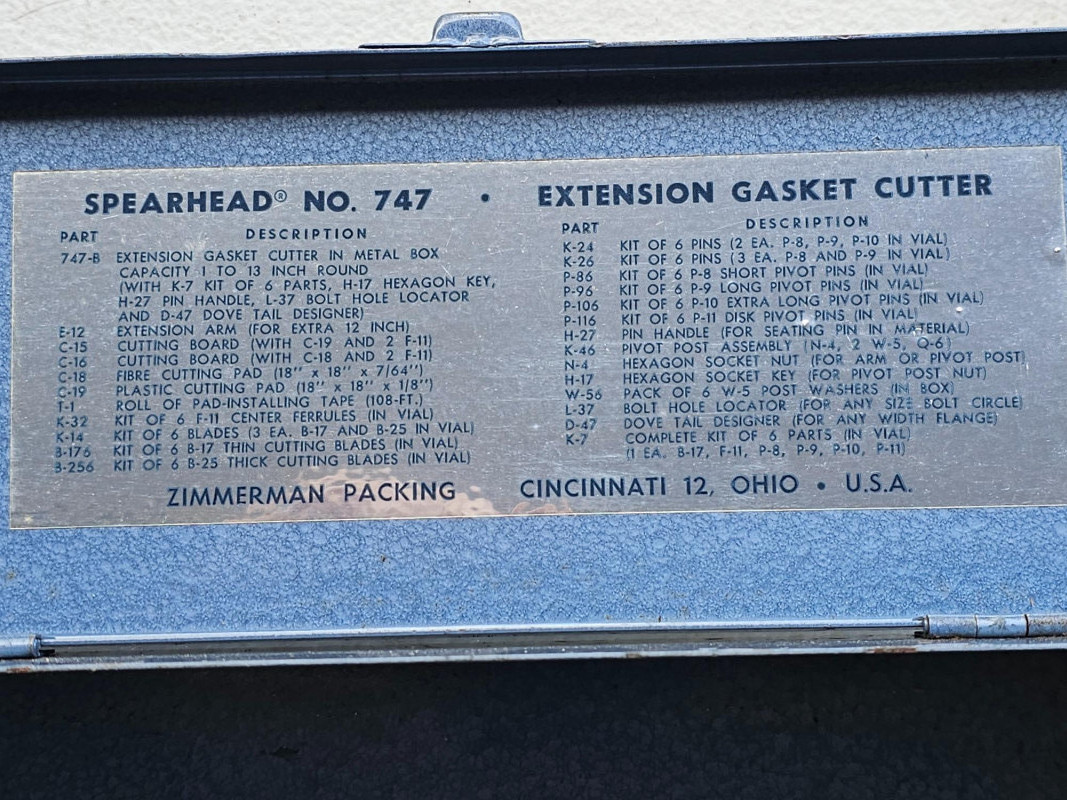 SPEARHEAD® NO. 747 • EXTENSION GASKET CUTTER
PART DESCRIPTION
747-B EXTENSION GASKET CUTTER IN METAL BOX
CAPACITY 1 TO 13 INCH ROUND
(WITH K-7 KIT OF 6 PARTS, H-17 HEXAGON KEY,
H-27 PIN HANDLE, L-37 BOLT HOLE LOCATOR
AND D-47 DOVE TAIL DESIGNER)
E-12 EXTENSION ARM (FOR EXTRA 12 INCH)
C-15 CUTTING BOARD (WITH C-19 AND 2 F-11)
C-16 CUTTING BOARD (WITH C-18 AND 2 F-11)
C-18 FIBRE CUTTING PAD (18" x 18" x 7/64")
C-19 PLASTIC CUTTING PAD (18" x 18" x 1/8")
T-1 ROLL OF PAD-INSTALLING TAPE (108-FT.)
K-32 KIT OF 6 F-11 CENTER FERRULES (IN VIAL)
K-14 KIT OF 6 BLADES (3 EA. B-17 AND B-25 IN VIAL)
B-176 KIT OF 6 B-17 THIN CUTTING BLADES (IN VIAL)
B-256 KIT OF 6 B-25 THICK CUTTING BLADES (IN VIAL)
PART DESCRIPTION
K-24 KIT OF 6 PINS (2 EA. P-8, P-9, P-10 IN VIAL)
K-26 KIT OF 6 PINS (3 EA. P-8 AND P-9 IN VIAL)
P-86 KIT OF 6 P-8 SHORT PIVOT PINS (IN VIAL)
P-96 KIT OF 6 P-9 LONG PIVOT PINS (IN VIAL)
P-106 KIT OF 6 P-10 EXTRA LONG PIVOT PINS (IN VIAL)
P-116 KIT OF 6 P-11 DISK PIVOT PINS (IN VIAL)
H-27 PIN HANDLE (FOR SEATING PIN IN MATERIAL)
K-46 PIVOT POST ASSEMBLY (N-4, 2 W-5, Q-6)
N-4 HEXAGON SOCKET NUT (FOR ARM OR PIVOT POST)
H-17 HEXAGON SOCKET KEY (FOR PIVOT POST NUT)
W-56 PACK OF 6 W-5 POST WASHERS (IN BOX)
L-37 BOLT HOLE LOCATOR (FOR ANY SIZE BOLT CIRCLE)
D-47 DOVE TAIL DESIGNER (FOR ANY WIDTH FLANGE)
K-7 COMPLETE KIT OF 6 PARTS (IN VIAL)
(1 EA. B-17, F-11, P-8, P-9, P-10, P-11)
ZIMMERMAN PACKING CINCINNATI 12, OHIO • U.S.A.